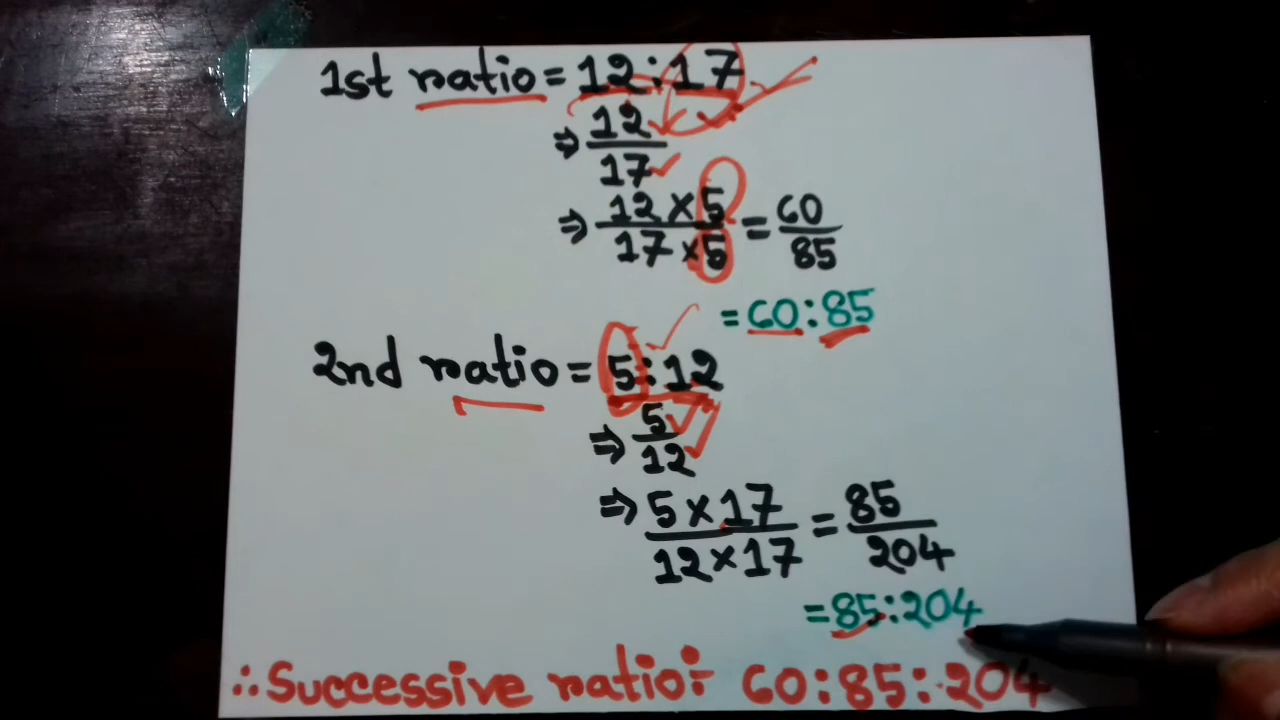 1st ratio = 12:17
⇒ 12/17
⇒ 12 × 5 / 17 × 5 = 60/85
= 60:85
2nd ratio = 5:12
⇒ 5/12
⇒ 5 × 17 / 12 × 17 = 85/204
= 85:204
∴ Successive ratio:- 60:85:204